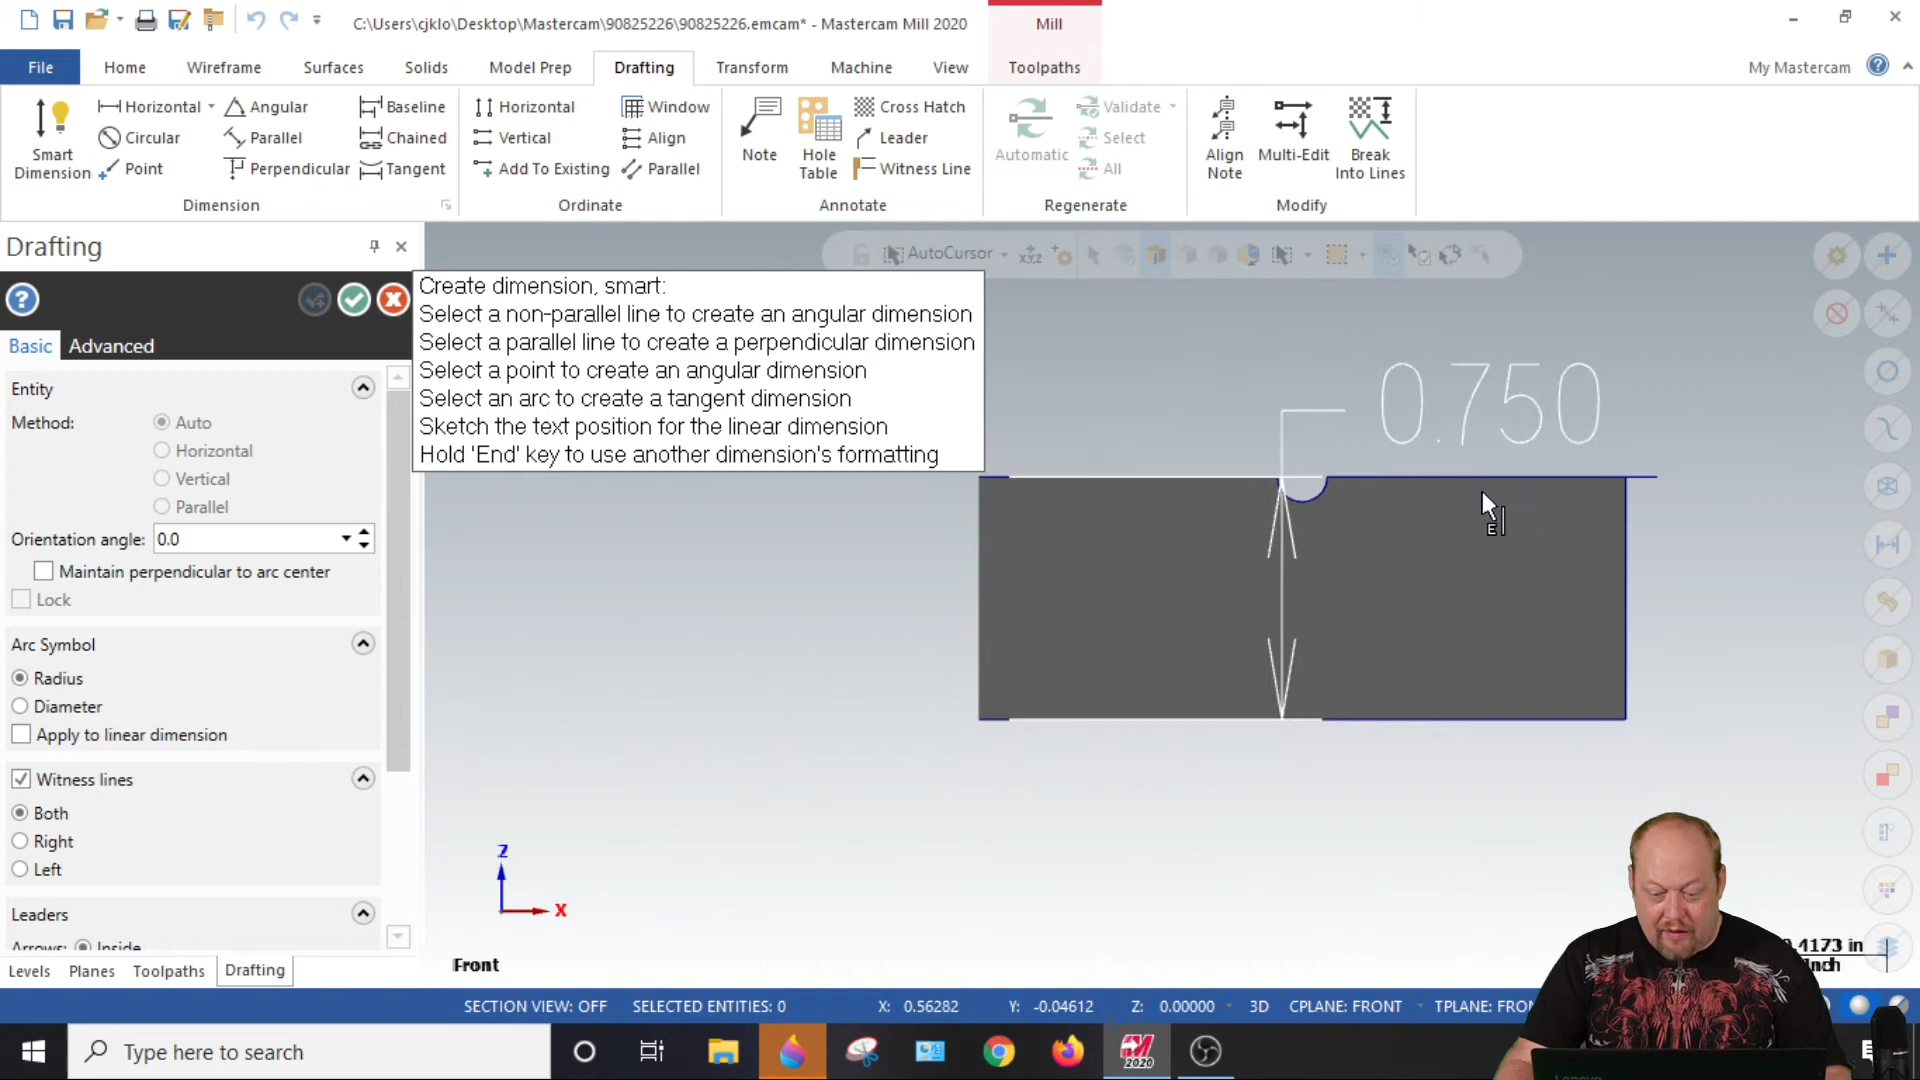 C:\Users\cjklo\Desktop\Mastercam\90825226\90825226.emcam* - Mastercam Mill 2020
Mill
File
Home
Wireframe
Surfaces
Solids
Model Prep
Drafting
Transform
Machine
View
Toolpaths
My Mastercam
Smart Dimension
Horizontal
Circular
Point
Angular
Parallel
Perpendicular
Baseline
Chained
Tangent
Dimension
Horizontal
Vertical
Add To Existing
Window
Align
Parallel
Ordinate
Note
Hole Table
Cross Hatch
Leader
Witness Line
Annotate
Automatic
Validate
Select
All
Regenerate
Align Note
Multi-Edit
Break Into Lines
Modify
Drafting
AutoCursor
Basic
Advanced
Create dimension, smart:
Select a non-parallel line to create an angular dimension
Select a parallel line to create a perpendicular dimension
Select a point to create an angular dimension
Select an arc to create a tangent dimension
Sketch the text position for the linear dimension
Hold 'End' key to use another dimension's formatting
Entity
Method:
Auto
Horizontal
Vertical
Parallel
Orientation angle: 0.0
Maintain perpendicular to arc center
Lock
Arc Symbol
Radius
Diameter
Apply to linear dimension
Witness lines
Both
Right
Left
Leaders
Arrows: Inside
0.750
Z
X
Front
.4173 in
Inch
Levels
Planes
Toolpaths
Drafting
SECTION VIEW: OFF
SELECTED ENTITIES: 0
X: 0.56282
Y: -0.04612
Z: 0.00000
3D
CPLANE: FRONT
TPLANE: FRON
Type here to search
2020
Lenovo